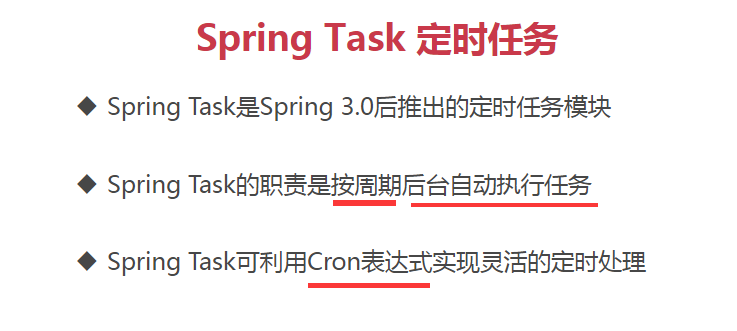 Spring Task 定时任务
◆ Spring Task是Spring 3.0后推出的定时任务模块
◆ Spring Task的职责是按周期后台自动执行任务
◆ Spring Task可利用Cron表达式实现灵活的定时处理